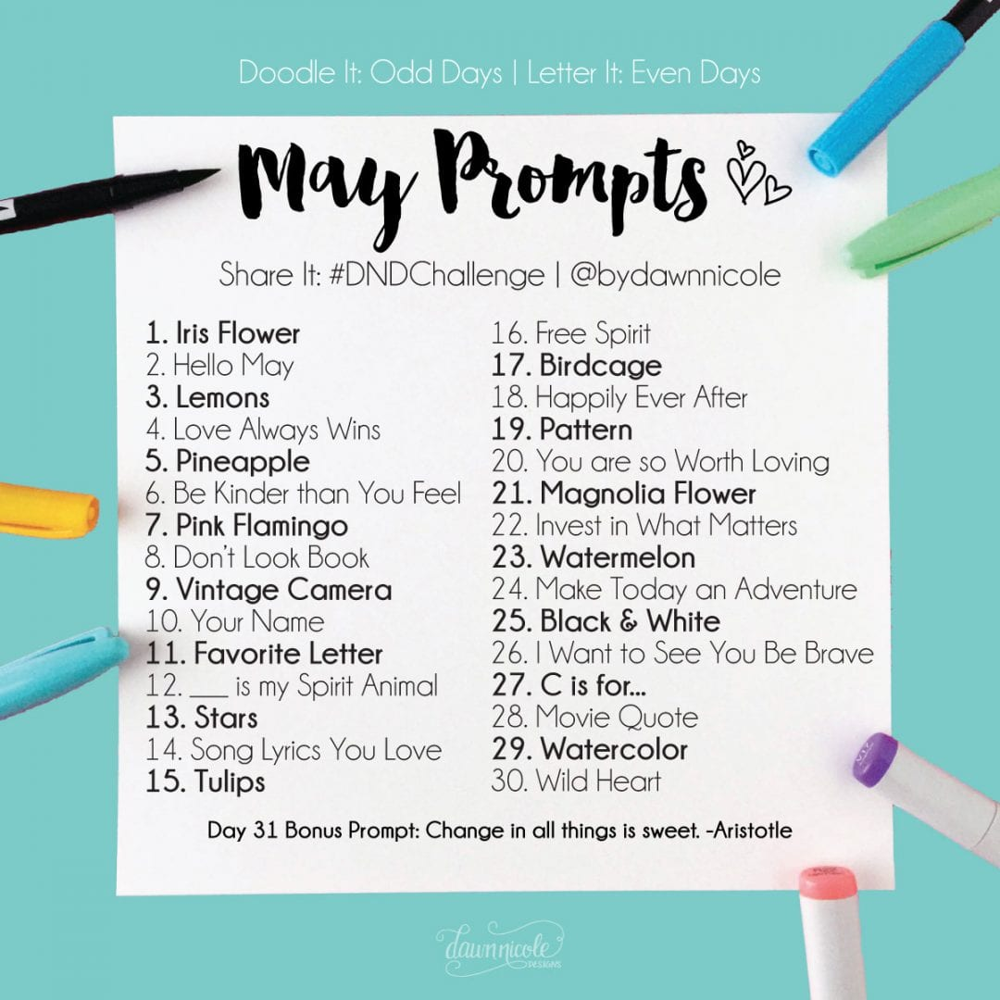 Doodle It: Odd Days | Letter It: Even Days
May Prompts
Share It: #DNDChallenge | @bydawnnicole
1. Iris Flower
2. Hello May
3. Lemons
4. Love Always Wins
5. Pineapple
6. Be Kinder than You Feel
7. Pink Flamingo
8. Don't Look Book
9. Vintage Camera
10. Your Name
11. Favorite Letter
12. ___ is my Spirit Animal
13. Stars
14. Song Lyrics You Love
15. Tulips
16. Free Spirit
17. Birdcage
18. Happily Ever After
19. Pattern
20. You are so Worth Loving
21. Magnolia Flower
22. Invest in What Matters
23. Watermelon
24. Make Today an Adventure
25. Black & White
26. I Want to See You Be Brave
27. C is for...
28. Movie Quote
29. Watercolor
30. Wild Heart
Day 31 Bonus Prompt: Change in all things is sweet. -Aristotle
V17
dawn nicole
DESIGNS